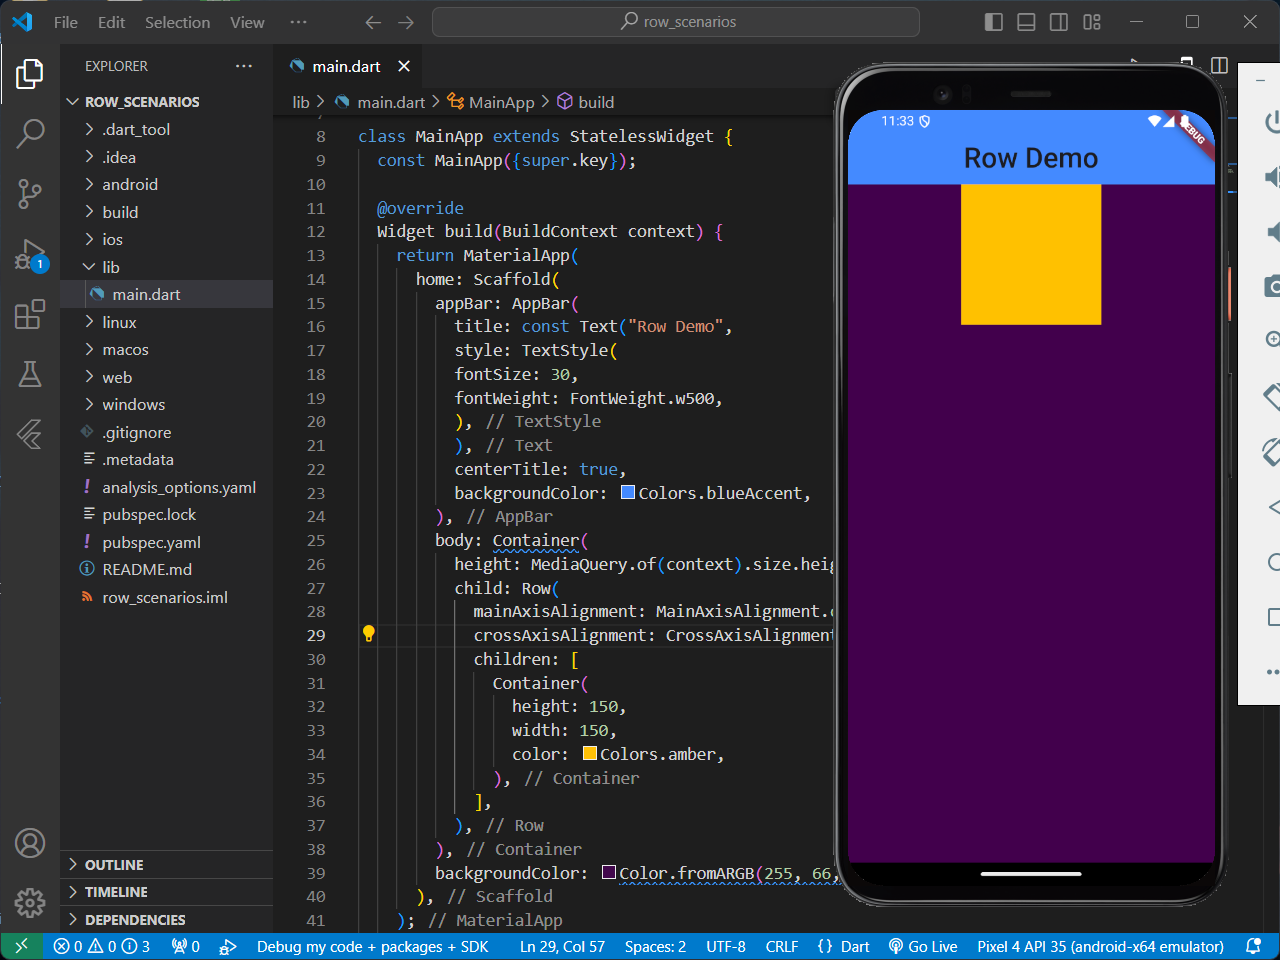 File Edit Selection View ··· row_scenarios
EXPLORER ···
ROW_SCENARIOS
.dart_tool
.idea
android
build
ios
lib
main.dart
linux
macos
web
windows
.gitignore
.metadata
analysis_options.yaml
pubspec.lock
pubspec.yaml
README.md
row_scenarios.iml
OUTLINE
TIMELINE
DEPENDENCIES
1
main.dart
lib > main.dart > MainApp > build
8 class MainApp extends StatelessWidget {
9 const MainApp({super.key});
10
11 @override
12 Widget build(BuildContext context) {
13 return MaterialApp(
14 home: Scaffold(
15 appBar: AppBar(
16 title: const Text("Row Demo",
17 style: TextStyle(
18 fontSize: 30,
19 fontWeight: FontWeight.w500,
20 ), // TextStyle
21 ), // Text
22 centerTitle: true,
23 backgroundColor: Colors.blueAccent,
24 ), // AppBar
25 body: Container(
26 height: MediaQuery.of(context).size.heig
27 child: Row(
28 mainAxisAlignment: MainAxisAlignment.
29 crossAxisAlignment: CrossAxisAlignment
30 children: [
31 Container(
32 height: 150,
33 width: 150,
34 color: Colors.amber,
35 ), // Container
36 ],
37 ), // Row
38 ), // Container
39 backgroundColor: Color.fromARGB(255, 66,
40 ), // Scaffold
41 ); // MaterialApp
11:33
DEBUG
Row Demo
0 0 3 0 Debug my code + packages + SDK Ln 29, Col 57 Spaces: 2 UTF-8 CRLF {} Dart Go Live Pixel 4 API 35 (android-x64 emulator)